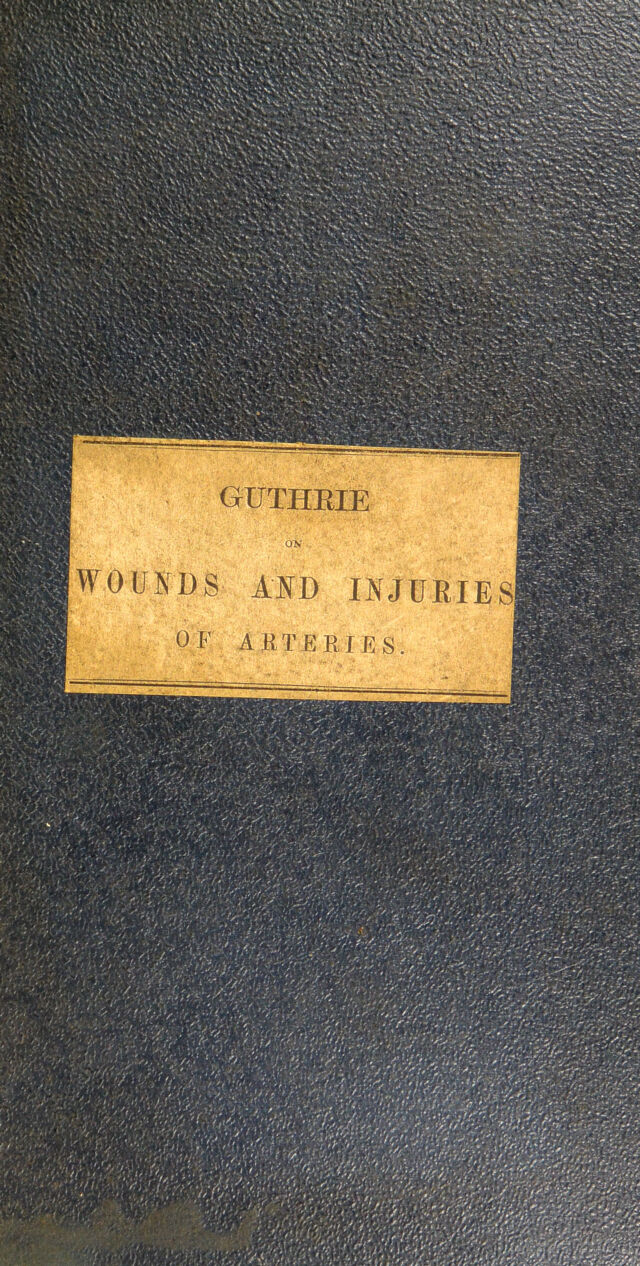 GUTHRIE
ON
WOUNDS AND INJURIES
OF ARTERIES.